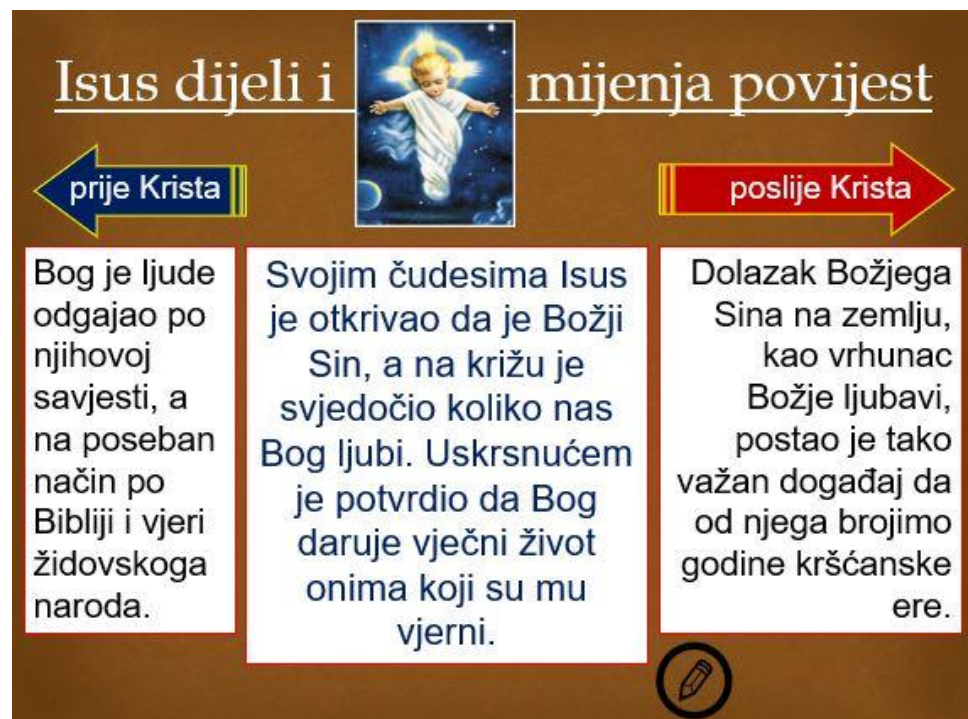 Isus dijeli i mijenja povijest
prije Krista
poslije Krista
Bog je ljude
odgajao po
njihovoj
savjesti, a
na poseban
način po
Bibliji i vjeri
židovskoga
naroda.
Svojim čudesima Isus
je otkrivao da je Božji
Sin, a na križu je
svjedočio koliko nas
Bog ljubi. Uskrsnućem
je potvrdio da Bog
daruje vječni život
onima koji su mu
vjerni.
Dolazak Božjega
Sina na zemlju,
kao vrhunac
Božje ljubavi,
postao je tako
važan događaj da
od njega brojimo
godine kršćanske
ere.